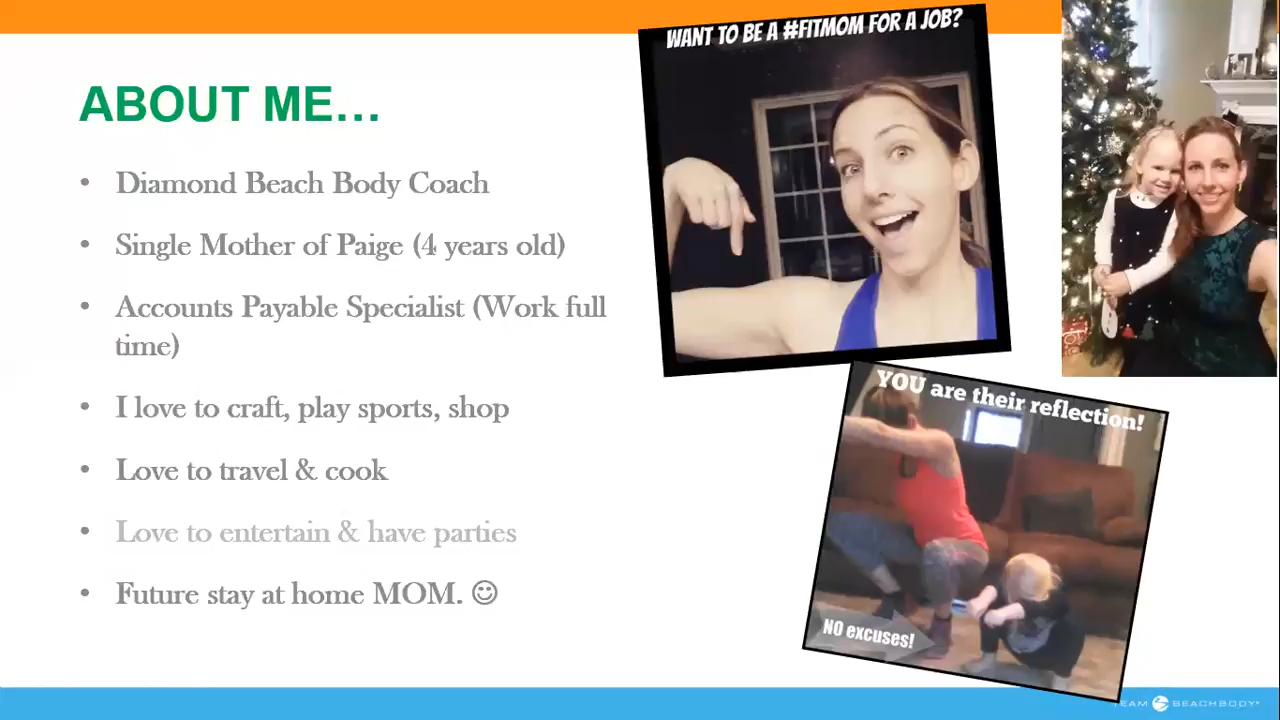 WANT TO BE A #FITMOM FOR A JOB?
ABOUT ME...
• Diamond Beach Body Coach
• Single Mother of Paige (4 years old)
• Accounts Payable Specialist (Work full
time)
• I love to craft, play sports, shop
• Love to travel & cook
• Love to entertain & have parties
• Future stay at home MOM. ☺
YOU are their reflection!
NO excuses!
TEAM BEACHBODY